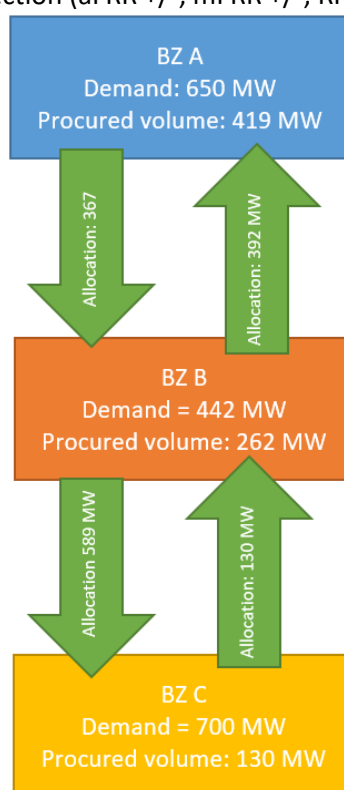 BZ A
Demand: 650 MW
Procured volume: 419 MW
Allocation: 367
Allocation: 392 MW
BZ B
Demand = 442 MW
Procured volume: 262 MW
Allocation 589 MW
Allocation: 130 MW
BZ C
Demand = 700 MW
Procured volume: 130 MW